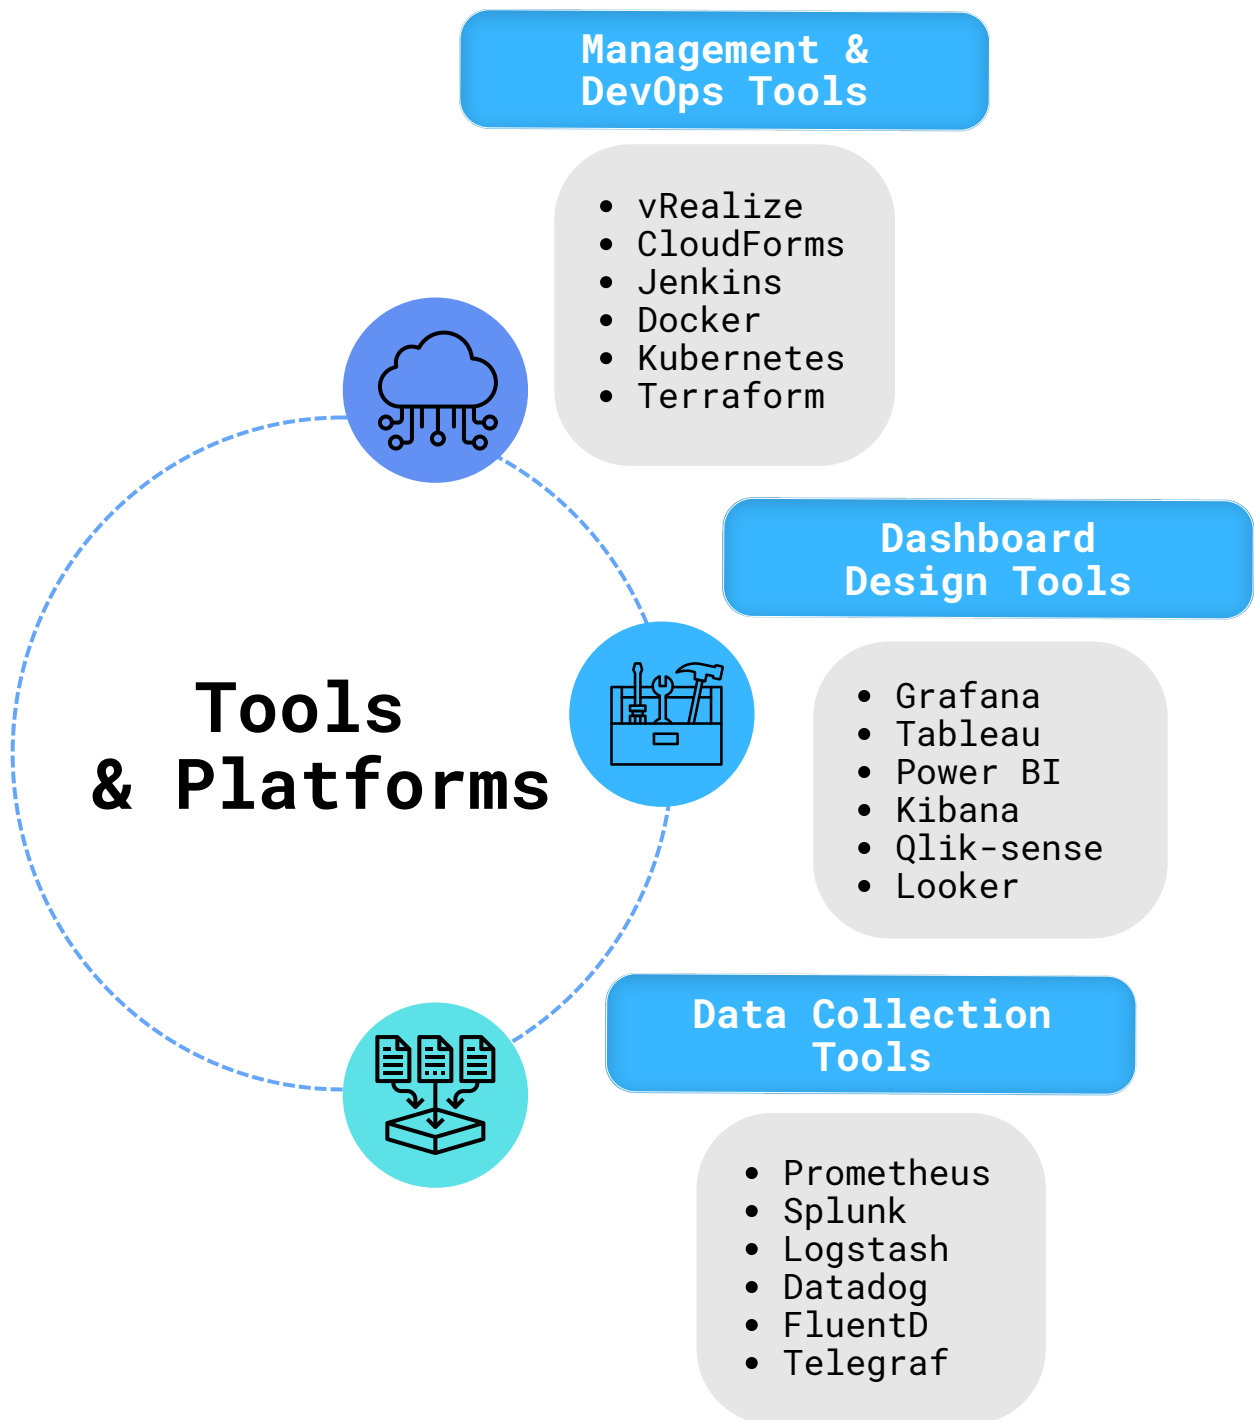 Management &
DevOps Tools
vRealize
CloudForms
Jenkins
Docker
Kubernetes
Terraform
Tools
& Platforms
Dashboard
Design Tools
Grafana
Tableau
Power BI
Kibana
Qlik-sense
Looker
Data Collection
Tools
Prometheus
Splunk
Logstash
Datadog
FluentD
Telegraf